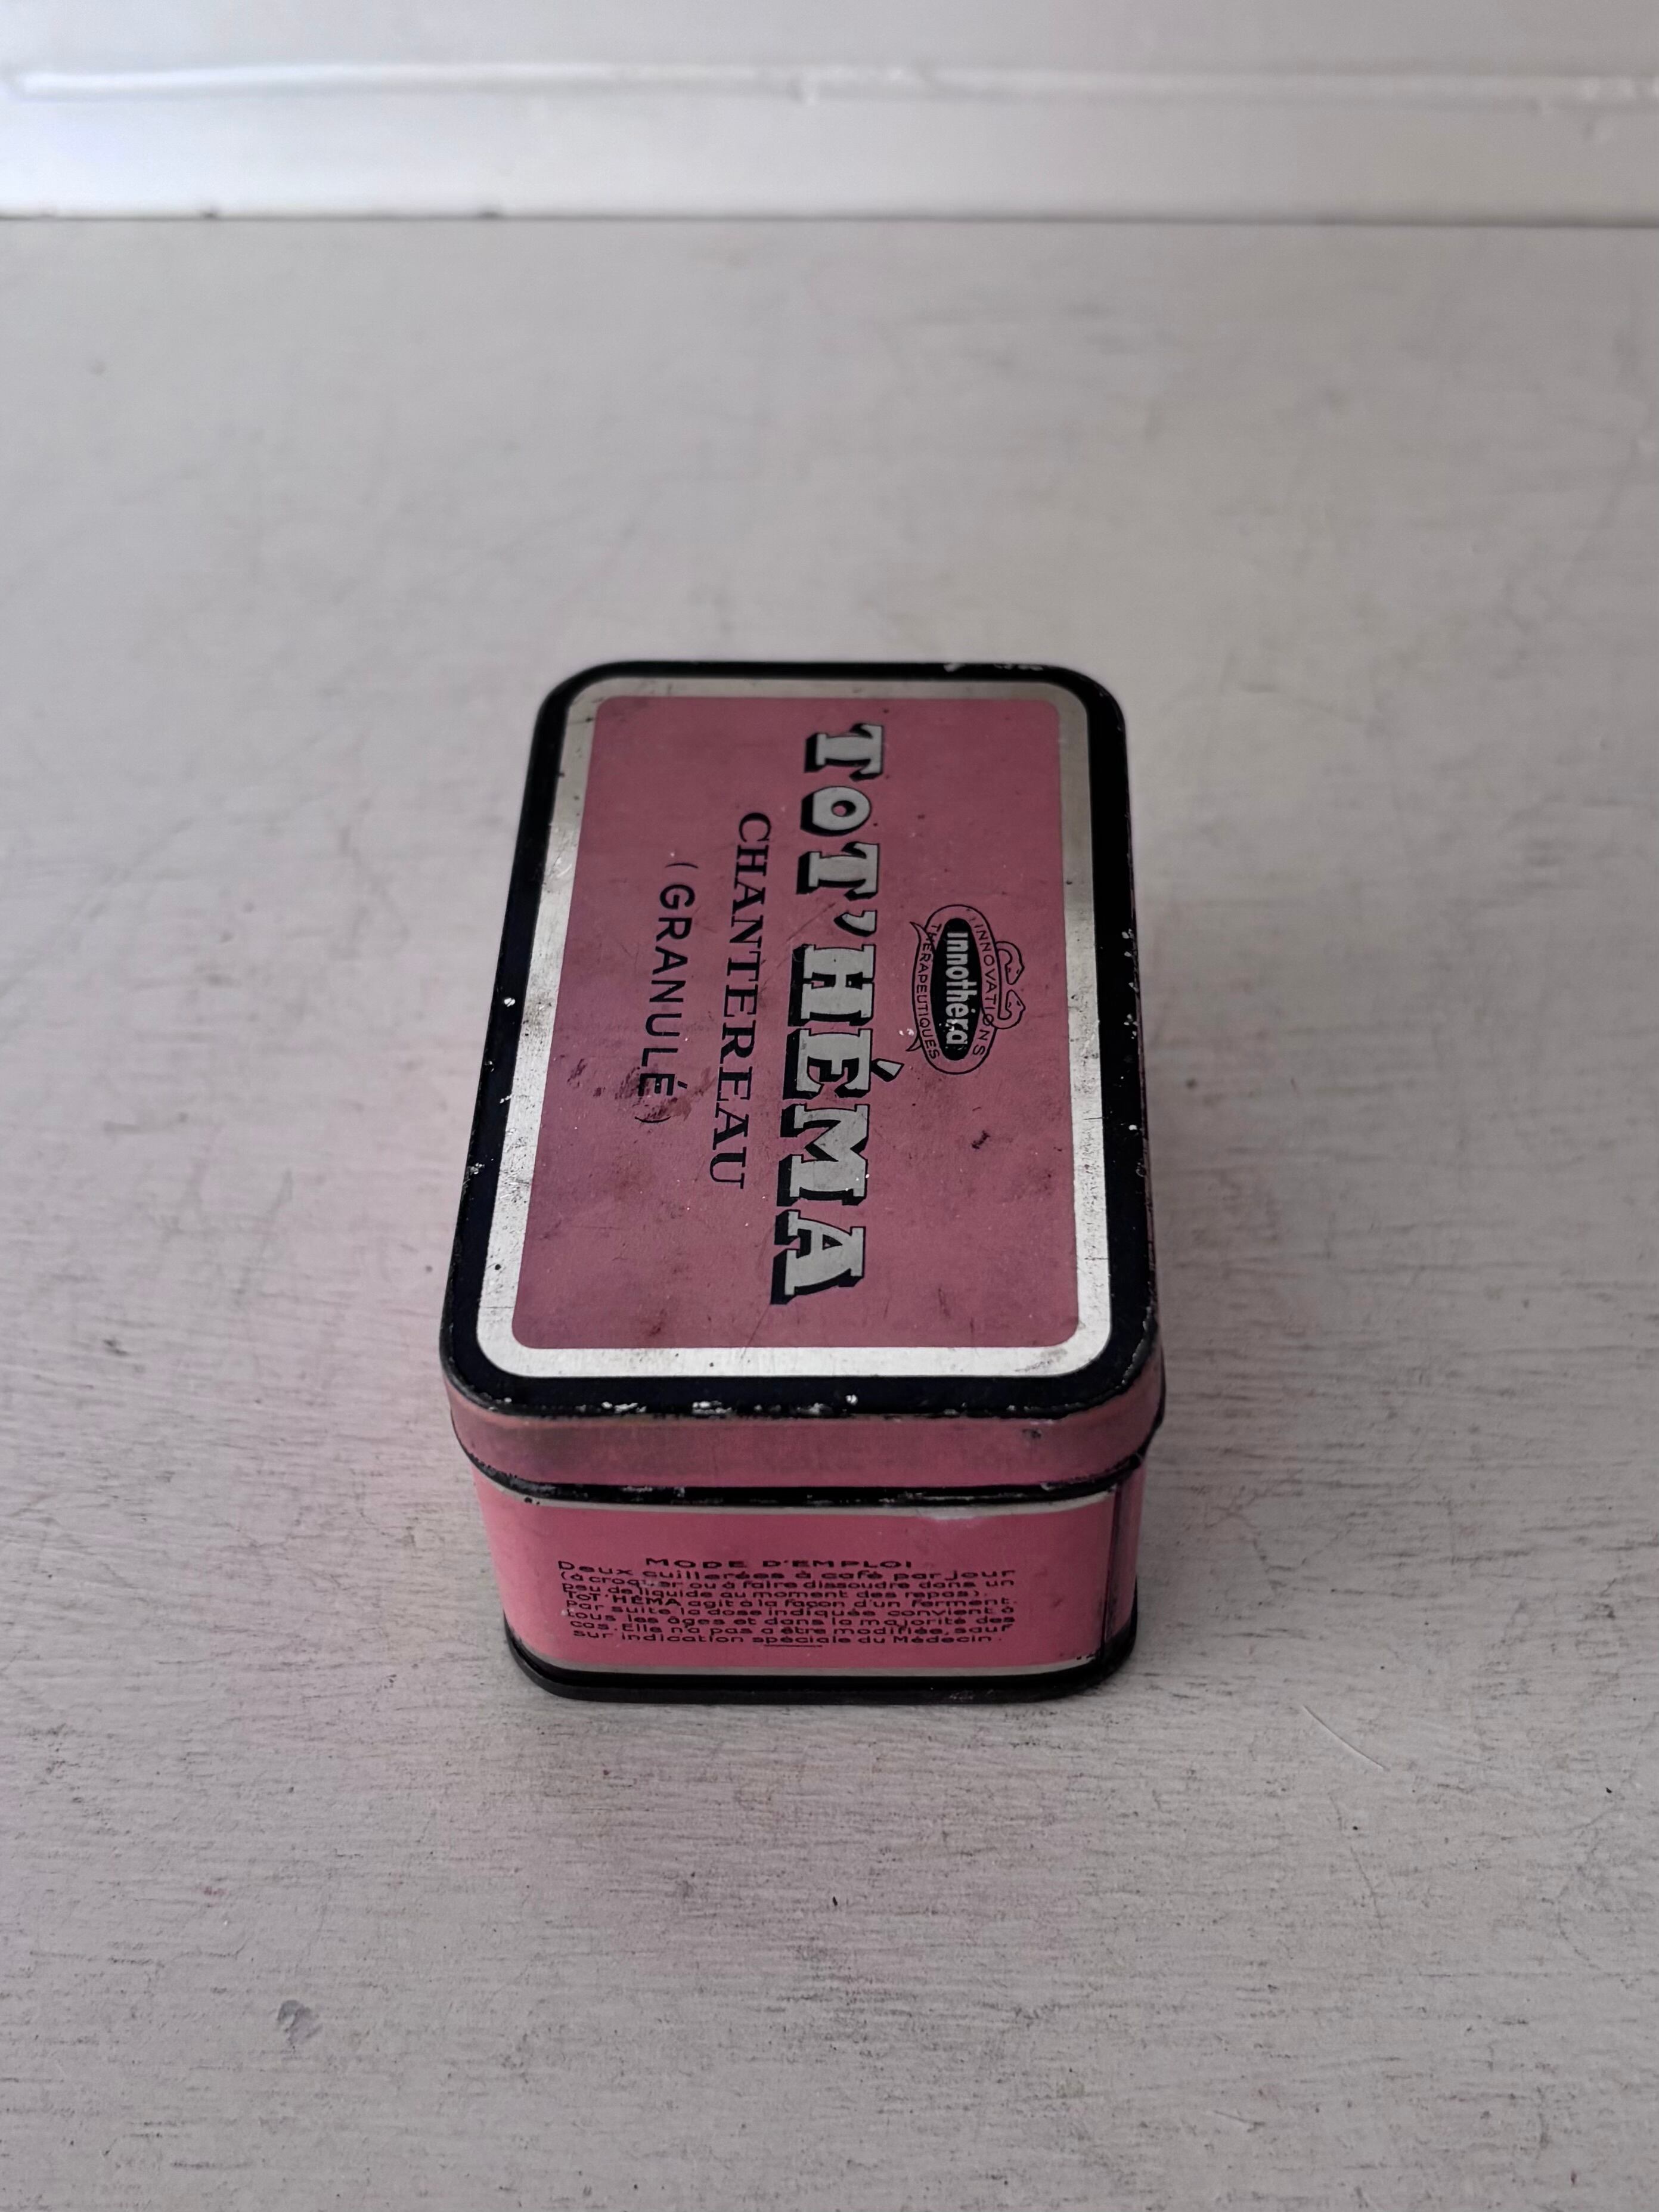 INNOVATIONS
innothéra
THÉRAPEUTIQUES
TOT'HÉMA
CHANTEREAU
(GRANULÉ)
MODE D'EMPLOI
Deux cuillerées à café par jour
(à croquer ou à faire dissoudre dans un
peu de liquide au moment des repas).
TOT'HÉMA agit à la façon d'un ferment.
Par suite la dose indiquée convient à
tous les âges et dans la majorité des
cas. Elle n'a pas a être modifiée, sauf
sur indication spéciale du Médecin.